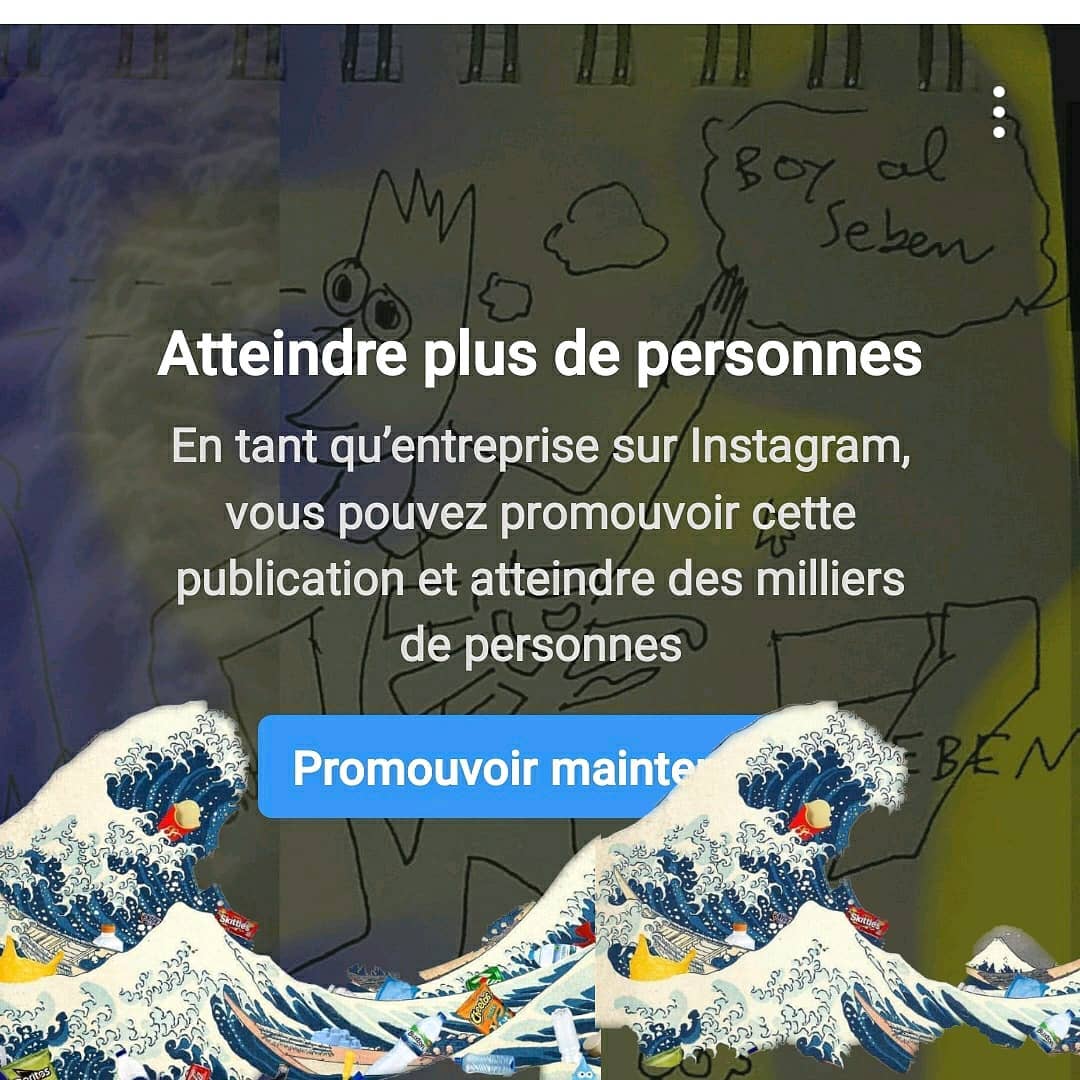 Boy al
Seben
Atteindre plus de personnes
En tant qu’entreprise sur Instagram,
vous pouvez promouvoir cette
publication et atteindre des milliers
de personnes
Promouvoir mainte
EBEN
Skittles
Skittles
Cheetos